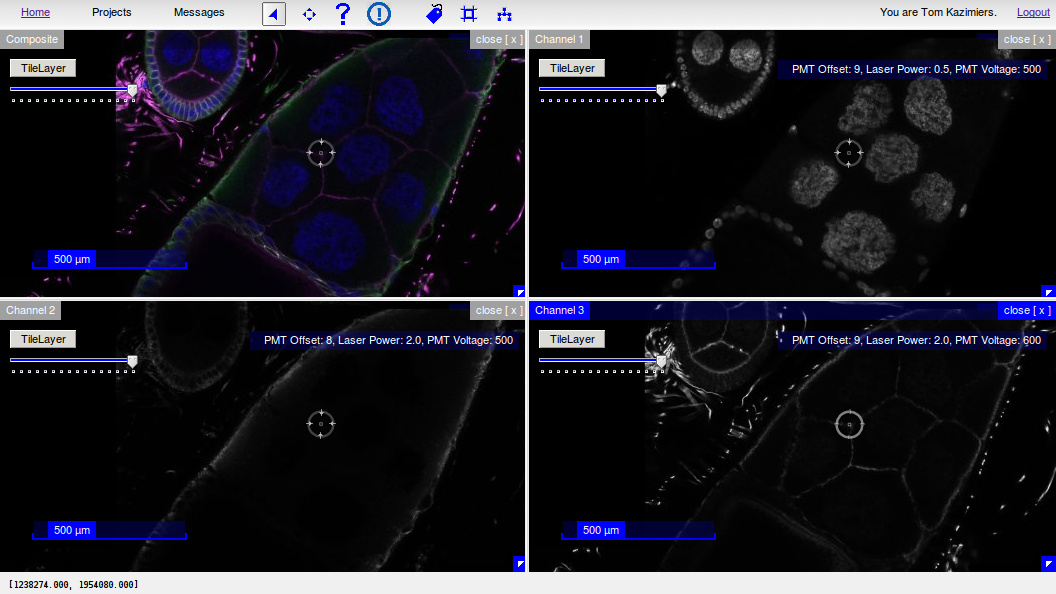 Home Projects Messages ? ! You are Tom Kazimiers. Logout
Composite close [ x ]
TileLayer
500 µm
Channel 1 close [ x ]
TileLayer PMT Offset: 9, Laser Power: 0.5, PMT Voltage: 500
500 µm
Channel 2 close [ x ]
TileLayer PMT Offset: 8, Laser Power: 2.0, PMT Voltage: 500
500 µm
Channel 3 close [ x ]
TileLayer PMT Offset: 9, Laser Power: 2.0, PMT Voltage: 600
500 µm
[1238274.000, 1954080.000]